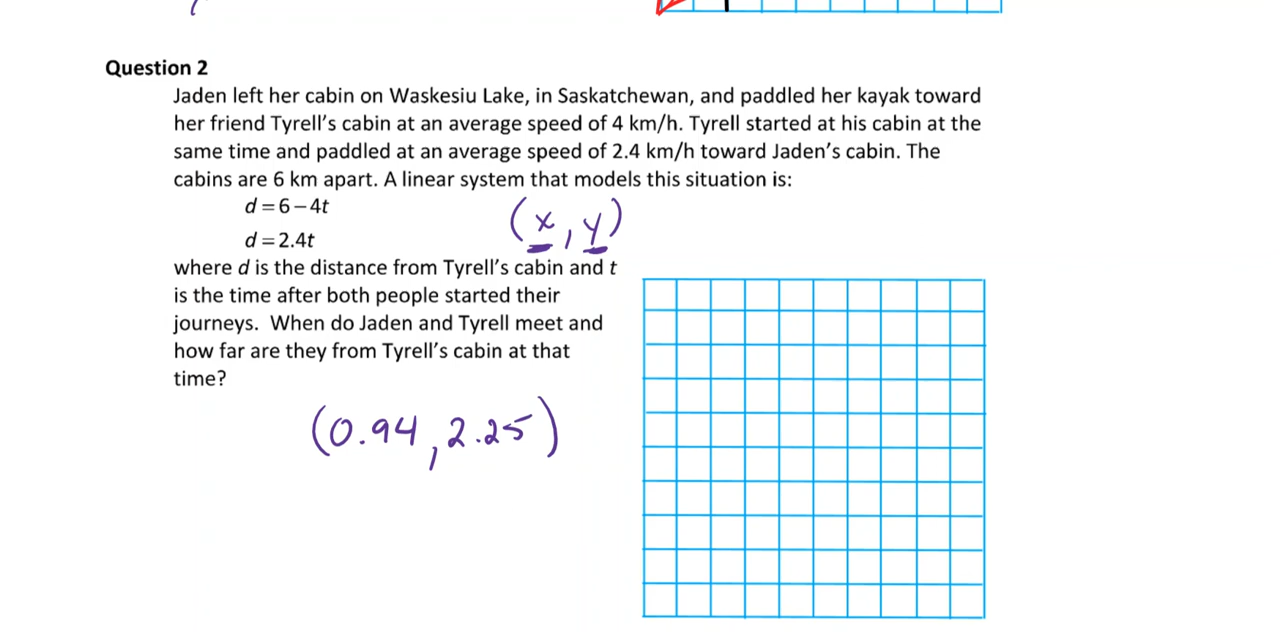 Question 2
Jaden left her cabin on Waskesiu Lake, in Saskatchewan, and paddled her kayak toward
her friend Tyrell's cabin at an average speed of 4 km/h. Tyrell started at his cabin at the
same time and paddled at an average speed of 2.4 km/h toward Jaden's cabin. The
cabins are 6 km apart. A linear system that models this situation is:
d = 6 – 4t
(x, y)
d = 2.4t
where d is the distance from Tyrell's cabin and t
is the time after both people started their
journeys. When do Jaden and Tyrell meet and
how far are they from Tyrell's cabin at that
time?
(0.94, 2.25)